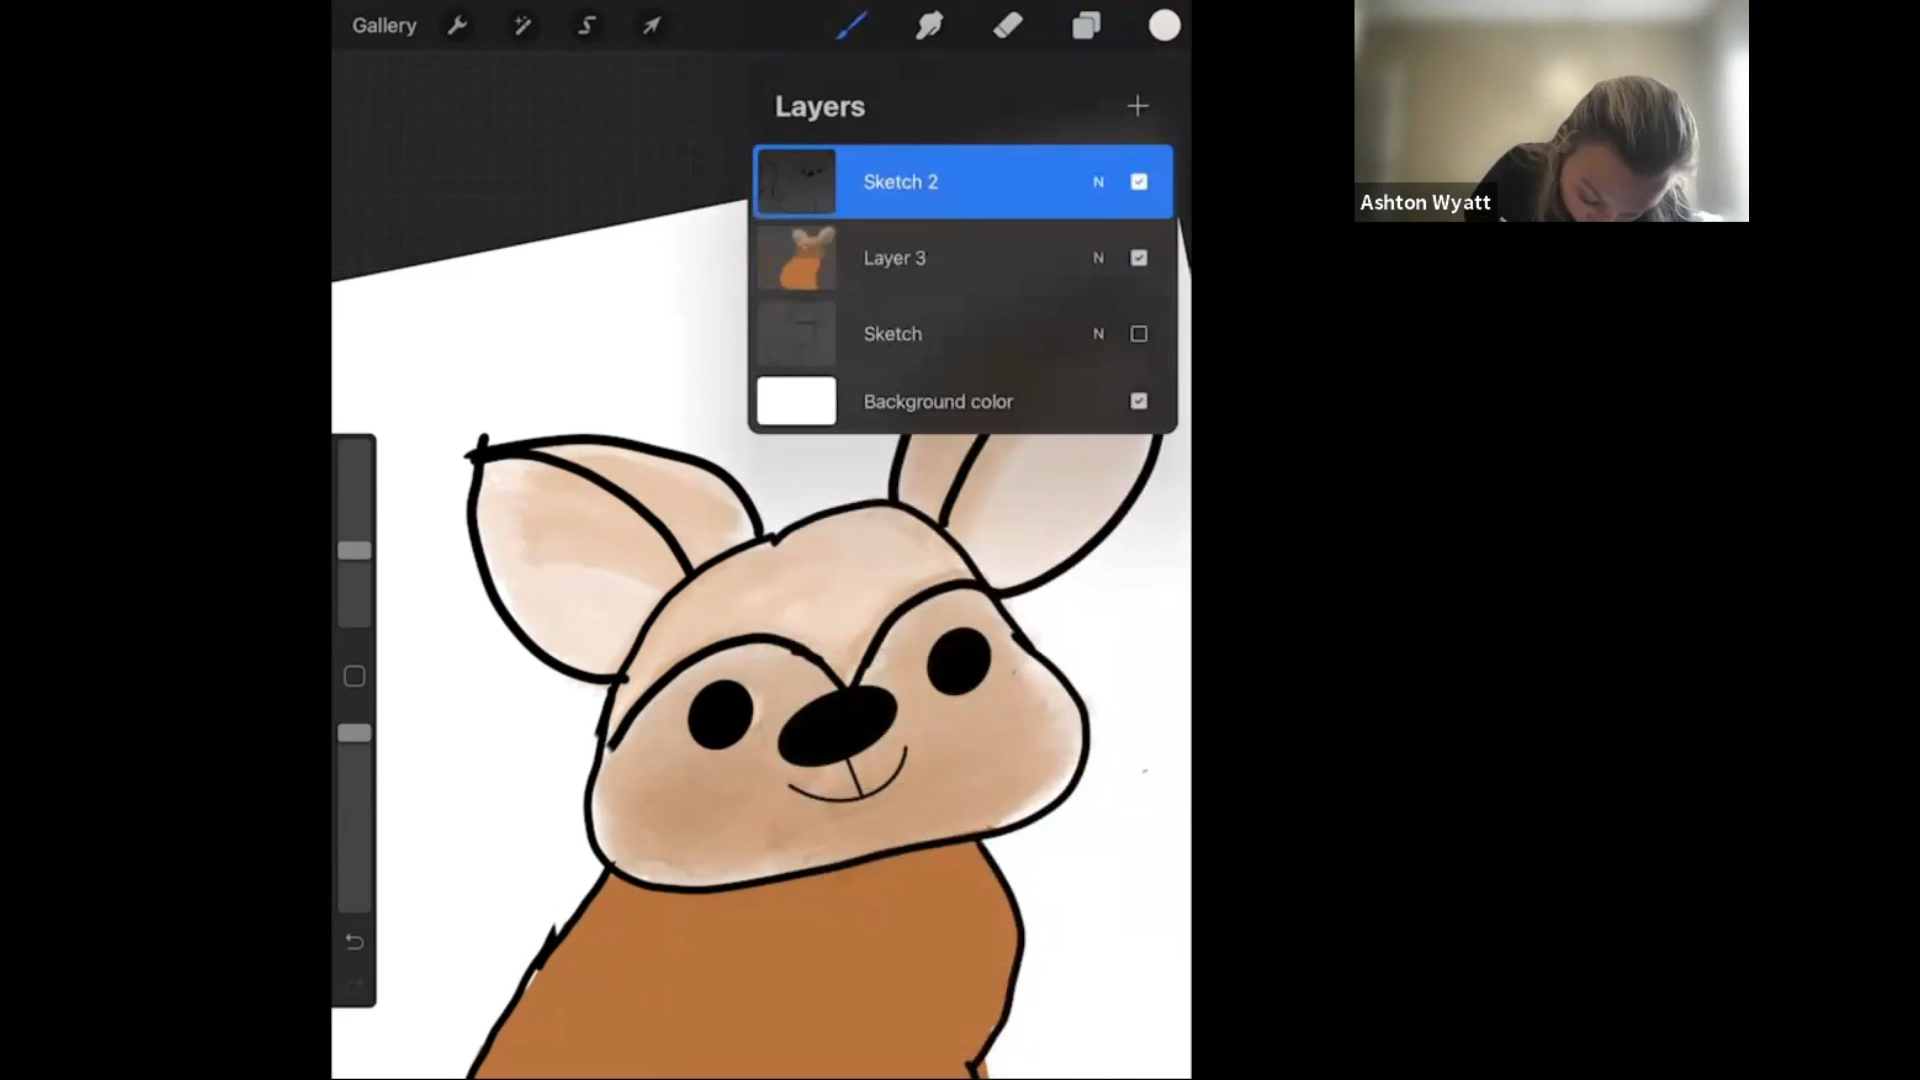 Gallery
Layers
Sketch 2 N
Layer 3 N
Sketch N
Background color
Ashton Wyatt